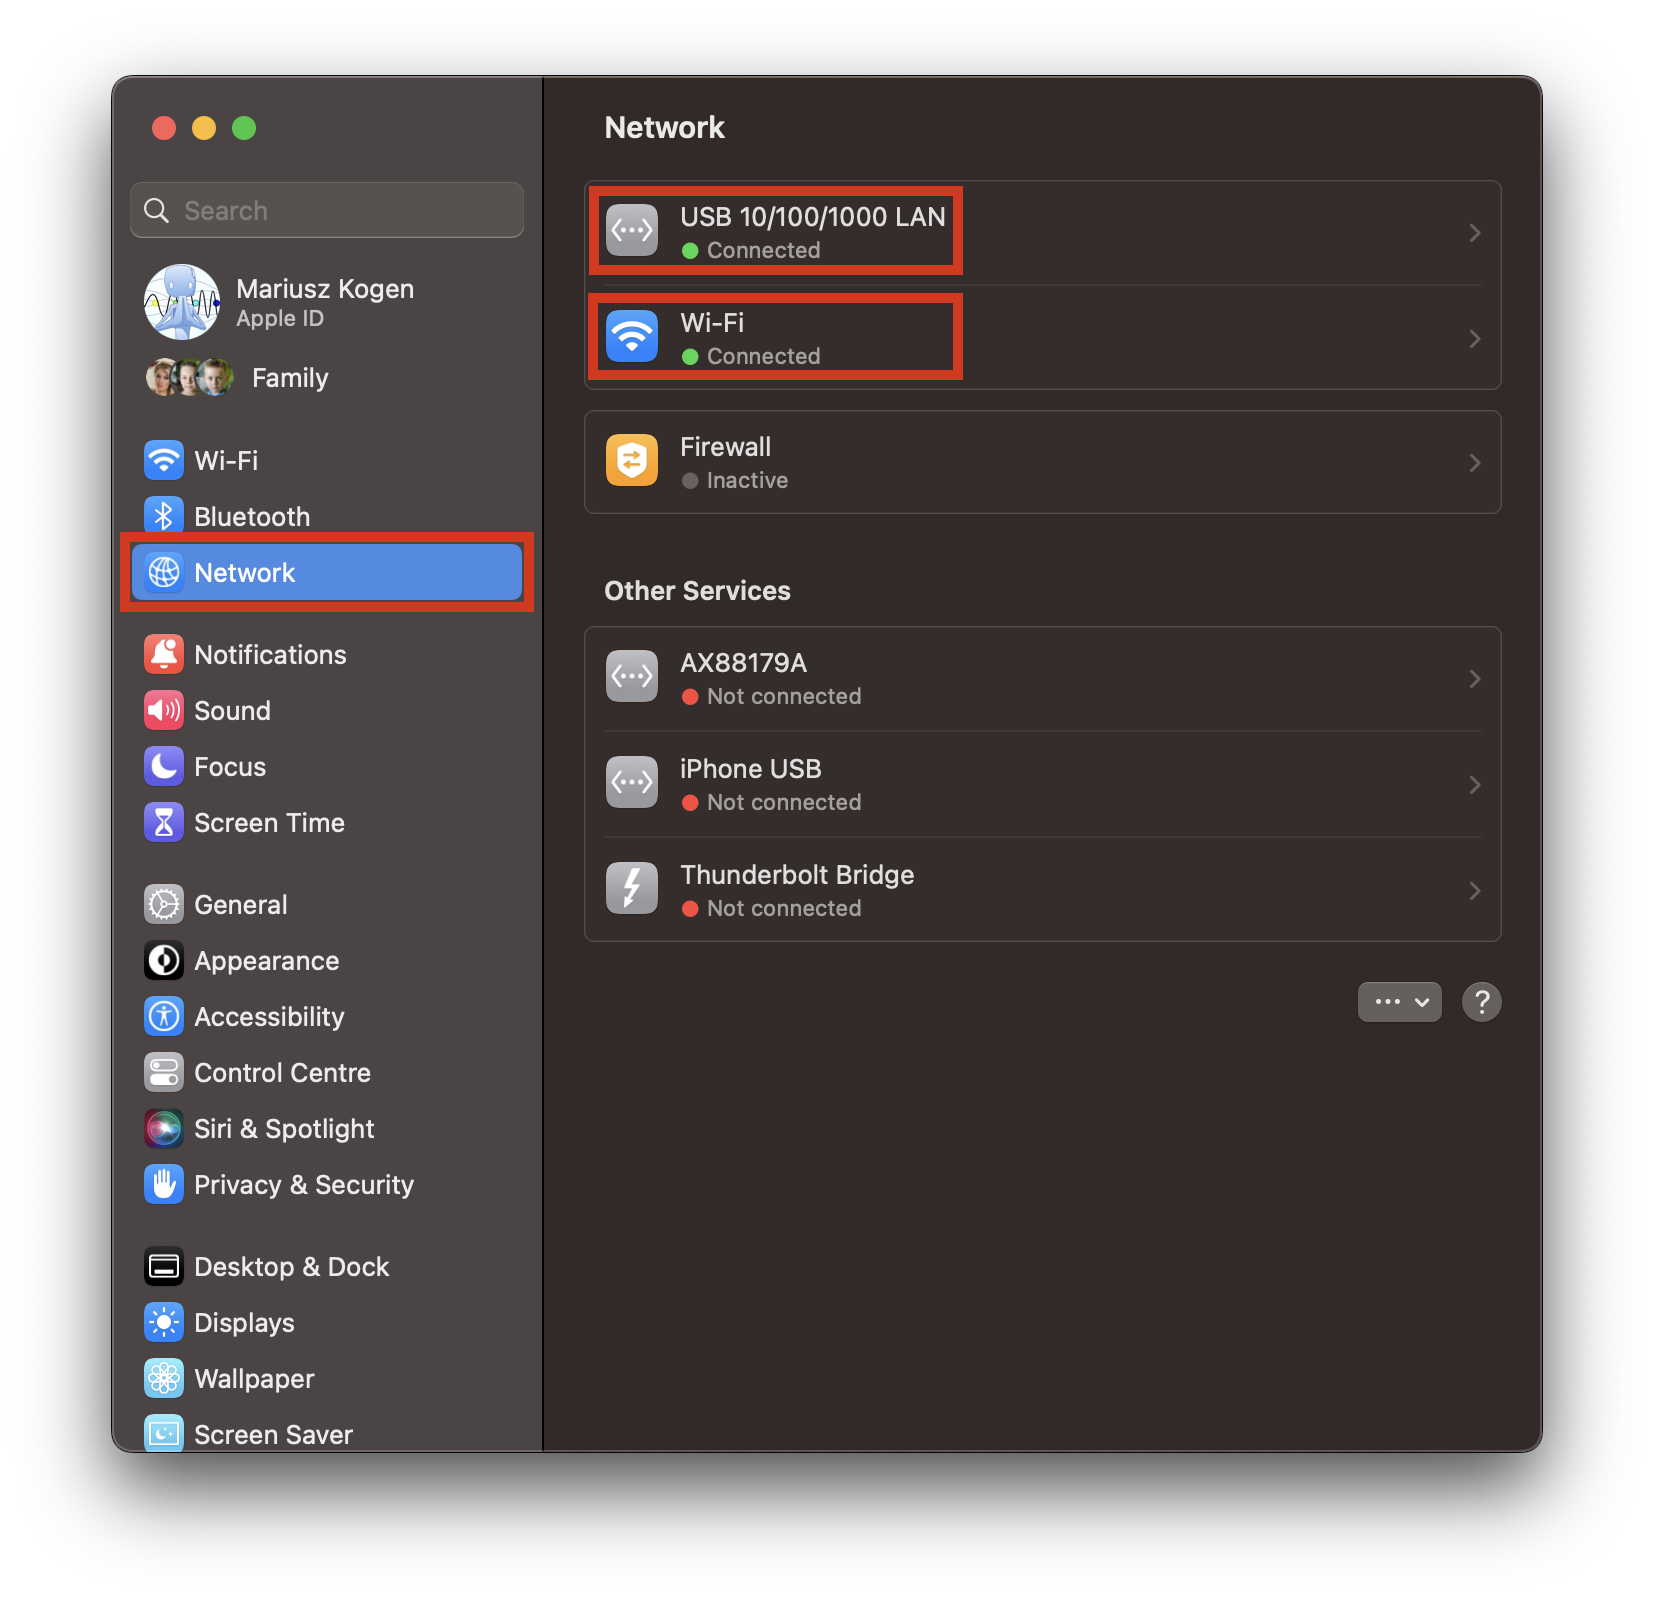 Search
Mariusz Kogen
Apple ID
Family
Wi-Fi
Bluetooth
Network
Notifications
Sound
Focus
Screen Time
General
Appearance
Accessibility
Control Centre
Siri & Spotlight
Privacy & Security
Desktop & Dock
Displays
Wallpaper
Screen Saver
Network
USB 10/100/1000 LAN
Connected
Wi-Fi
Connected
Firewall
Inactive
Other Services
AX88179A
Not connected
iPhone USB
Not connected
Thunderbolt Bridge
Not connected
?